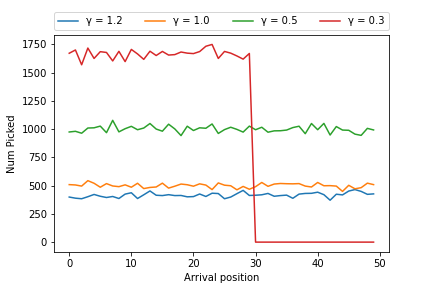 γ = 1.2 γ = 1.0 γ = 0.5 γ = 0.3
1750
1500
1250
1000
750
500
250
0
Num Picked
0 10 20 30 40 50
Arrival position